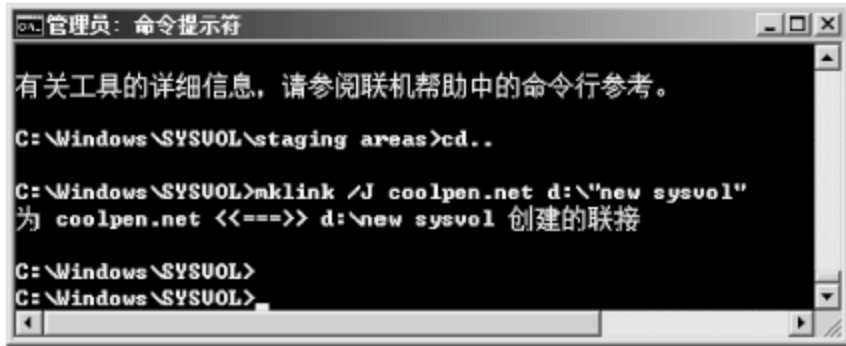 管理员: 命令提示符
有关工具的详细信息，请参阅联机帮助中的命令行参考。
C:\Windows\SYSVOL\staging areas>cd..
C:\Windows\SYSVOL>mklink /J coolpen.net d:\"new sysvol"
为 coolpen.net <<===>> d:\new sysvol 创建的联接
C:\Windows\SYSVOL>
C:\Windows\SYSVOL>_